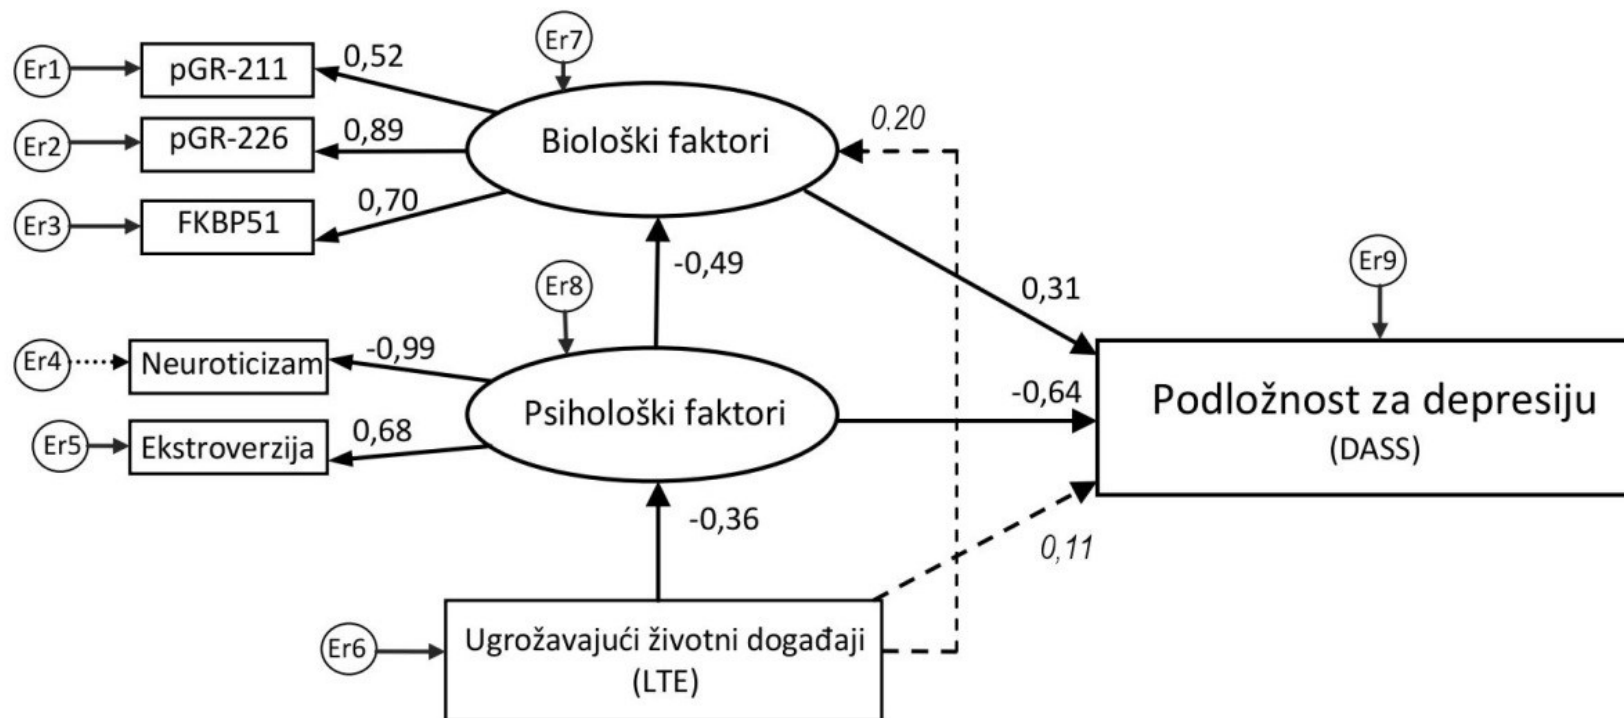 Er1
pGR-211
0,52
Er7
Er2
pGR-226
0,89
Biološki faktori
0,20
Er3
FKBP51
0,70
-0,49
Er8
Er9
0,31
Er4
Neuroticizam
-0,99
Er5
Ekstroverzija
0,68
Psihološki faktori
-0,64
Podložnost za depresiju
(DASS)
-0,36
0,11
Er6
Ugrožavajući životni događaji
(LTE)